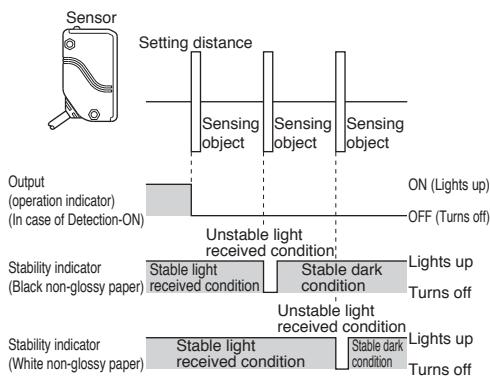 Sensor
Setting distance
Sensing object
Sensing object
Sensing object
Output
(operation indicator)
(In case of Detection-ON)
ON (Lights up)
OFF (Turns off)
Unstable light
received condition
Stability indicator
(Black non-glossy paper)
Stable light
received condition
Stable dark
condition
Lights up
Turns off
Unstable light
received condition
Stability indicator
(White non-glossy paper)
Stable light
received condition
Stable dark
condition
Lights up
Turns off